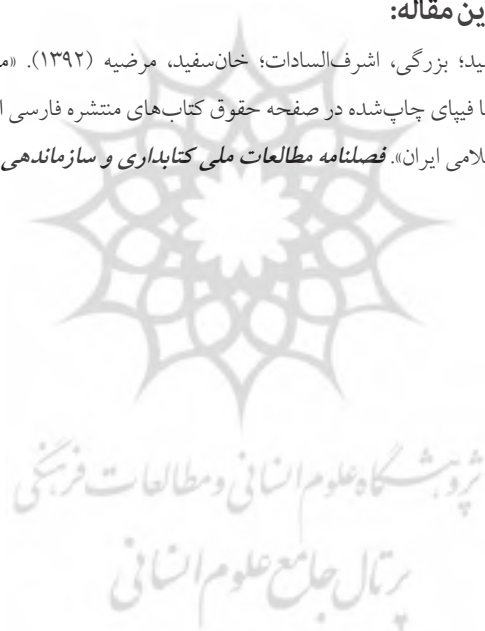 ین مقاله:
ید؛ بزرگی، اشرف‌السادات؛ خان‌سفید، مرضیه (۱۳۹۲). «م
ا فیپای چاپ‌شده در صفحه حقوق کتاب‌های منتشره فارسی ا
لامی ایران». فصلنامه مطالعات ملی کتابداری و سازماندهی
پژوهشگاه علوم انسانی و مطالعات فرهنگی
پرتال جامع علوم انسانی